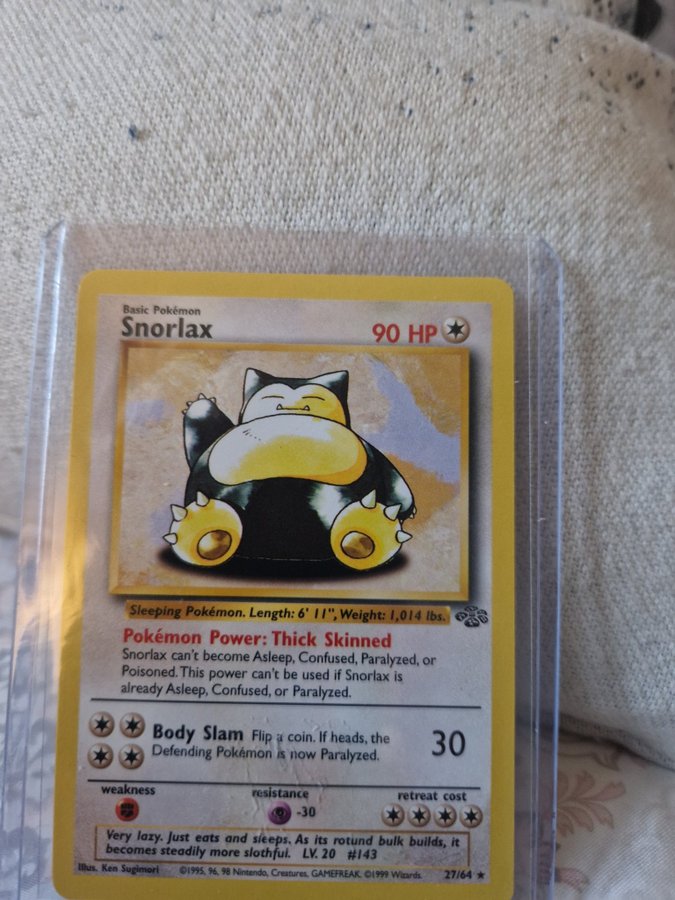 Basic Pokémon
Snorlax 90 HP
Sleeping Pokémon. Length: 6' 11", Weight: 1,014 lbs.
Pokémon Power: Thick Skinned
Snorlax can't become Asleep, Confused, Paralyzed, or
Poisoned. This power can't be used if Snorlax is
already Asleep, Confused, or Paralyzed.
Body Slam Flip a coin. If heads, the
Defending Pokémon is now Paralyzed.
30
weakness resistance retreat cost
-30
Very lazy. Just eats and sleeps. As its rotund bulk builds, it
becomes steadily more slothful. LV. 20 #143
Illus. Ken Sugimori ©1995, 96, 98 Nintendo, Creatures, GAMEFREAK. ©1999 Wizards. 27/64 ★